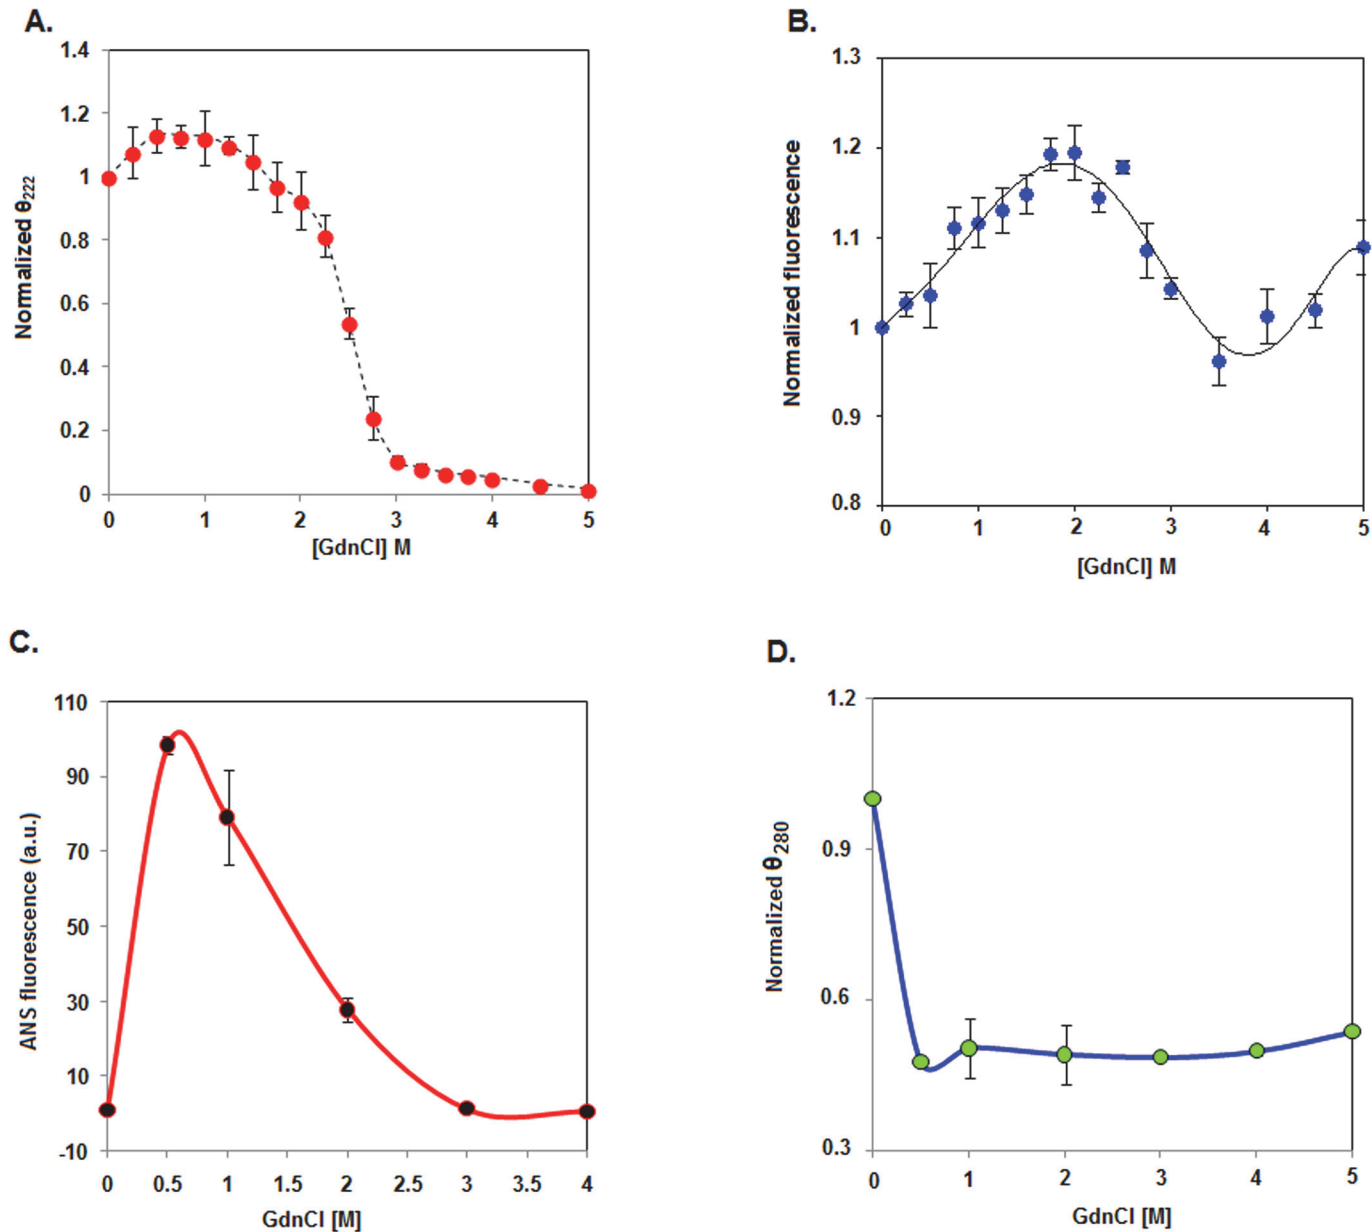 A.
Normalized θ222
1.4
1.2
1
0.8
0.6
0.4
0.2
0
0 1 2 3 4 5
[GdnCl] M
B.
Normalized fluorescence
1.3
1.2
1.1
1
0.9
0.8
0 1 2 3 4 5
[GdnCl] M
C.
ANS fluorescence (a.u.)
110
90
70
50
30
10
-10
0 0.5 1 1.5 2 2.5 3 3.5 4
GdnCl [M]
D.
Normalized θ280
1.2
0.9
0.6
0.3
0 1 2 3 4 5
GdnCl [M]